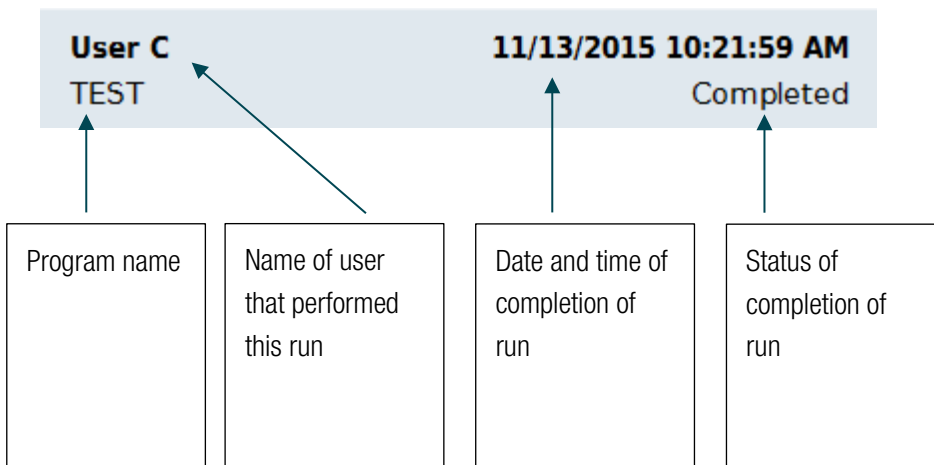 User C 11/13/2015 10:21:59 AM
TEST Completed
Program name
Name of user
that performed
this run
Date and time of
completion of
run
Status of
completion of
run